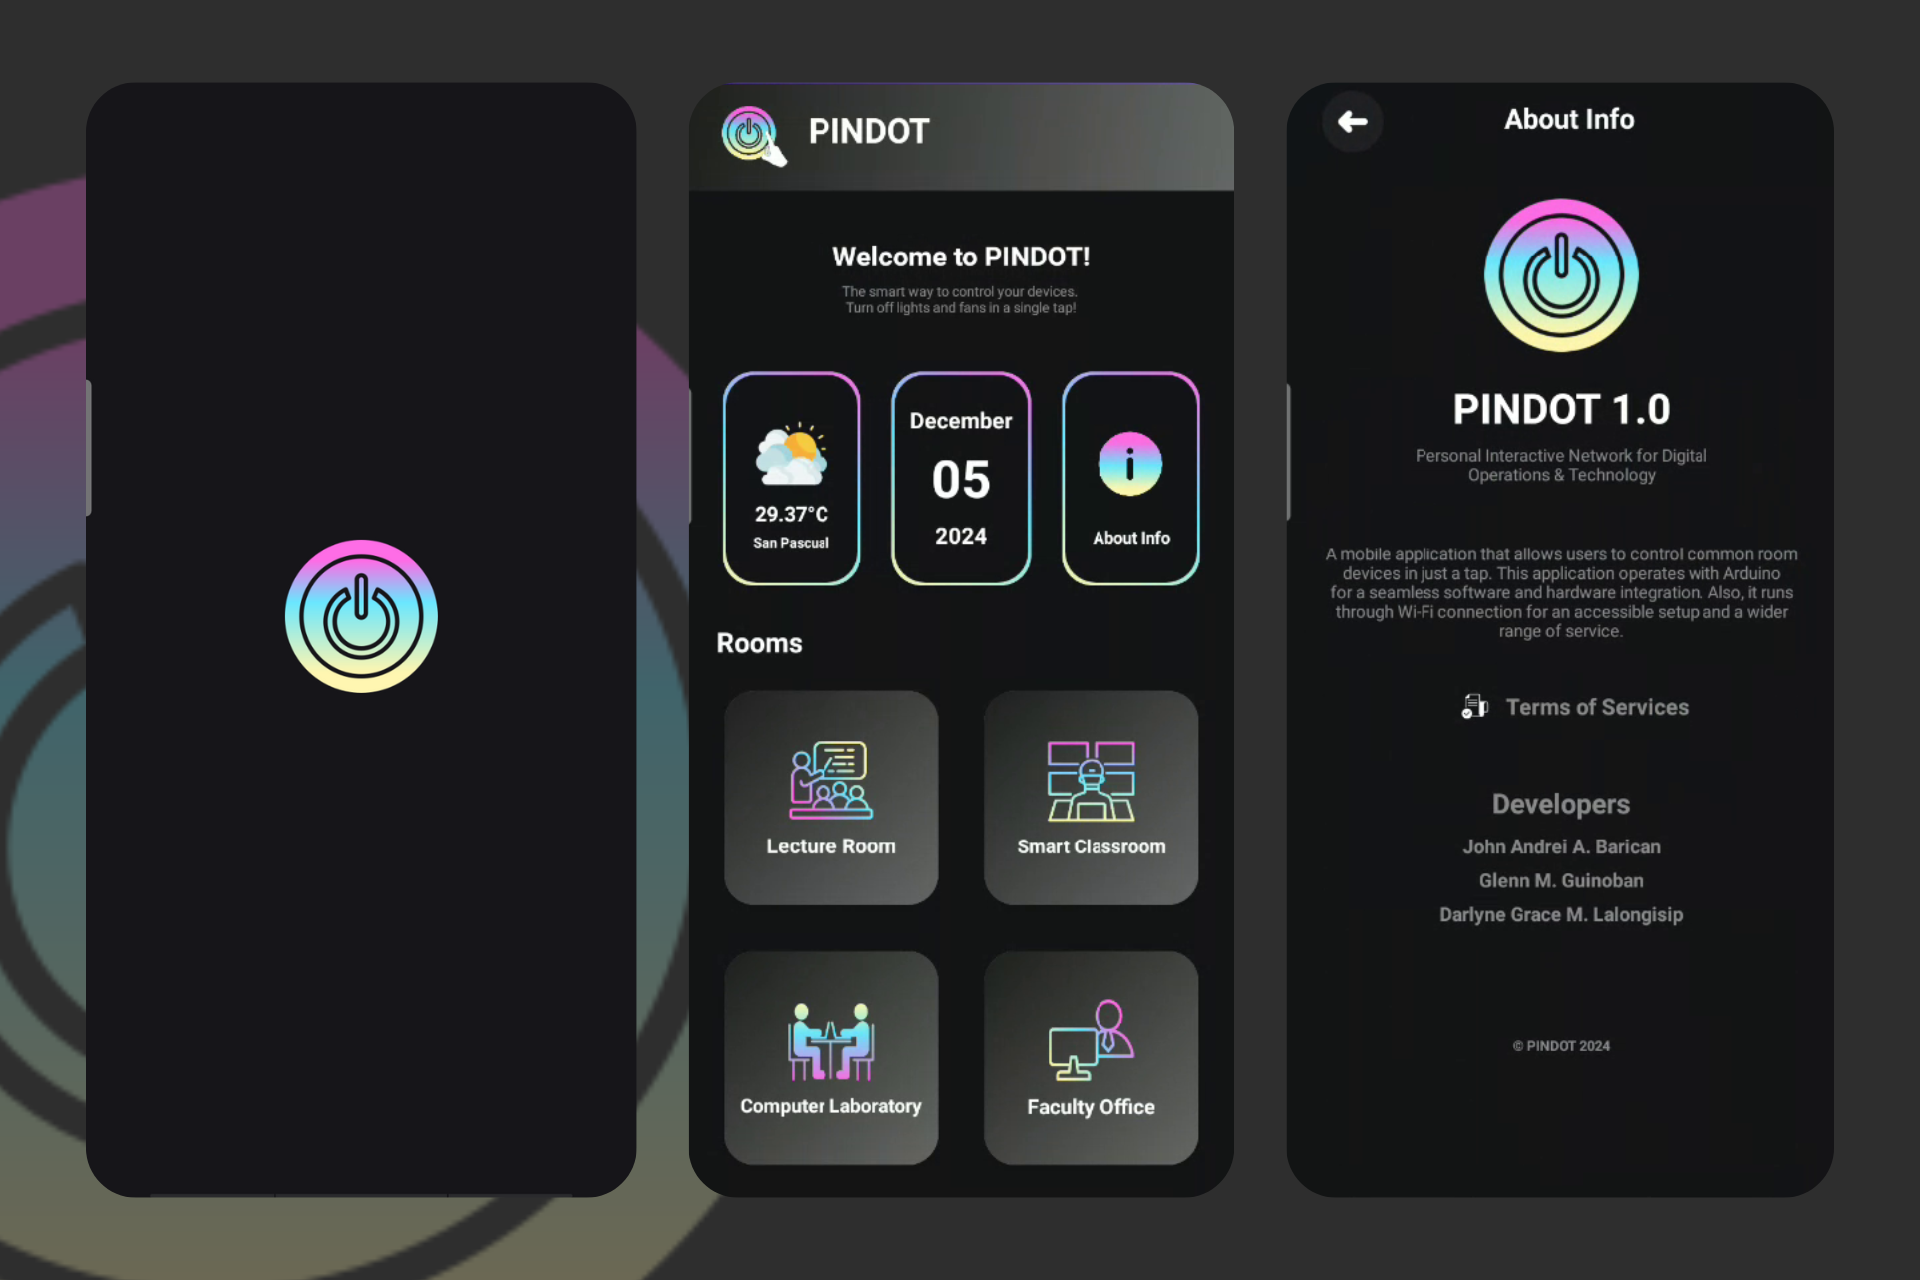 PINDOT
Welcome to PINDOT!
The smart way to control your devices.
Turn off lights and fans in a single tap!
29.37°C
San Pascual
December
05
2024
About Info
Rooms
Lecture Room
Smart Classroom
Computer Laboratory
Faculty Office
About Info
PINDOT 1.0
Personal Interactive Network for Digital
Operations & Technology
A mobile application that allows users to control common room
devices in just a tap. This application operates with Arduino
for a seamless software and hardware integration. Also, it runs
through Wi-Fi connection for an accessible setup and a wider
range of service.
Terms of Services
Developers
John Andrei A. Barican
Glenn M. Guinoban
Darlyne Grace M. Lalongisip
© PINDOT 2024